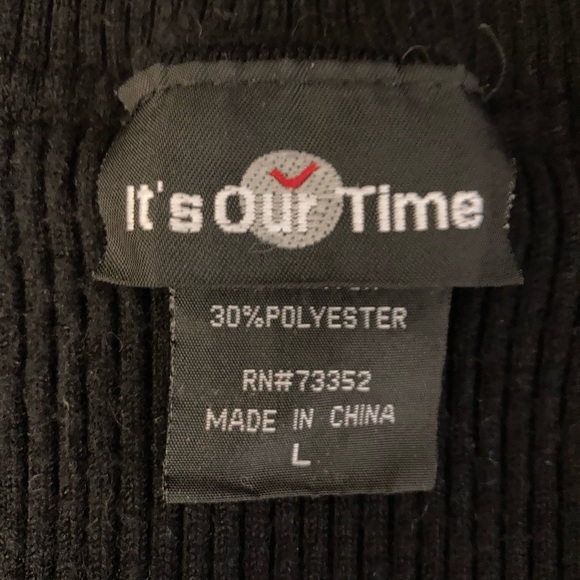 It's Our Time
30%POLYESTER
RN#73352
MADE IN CHINA
L